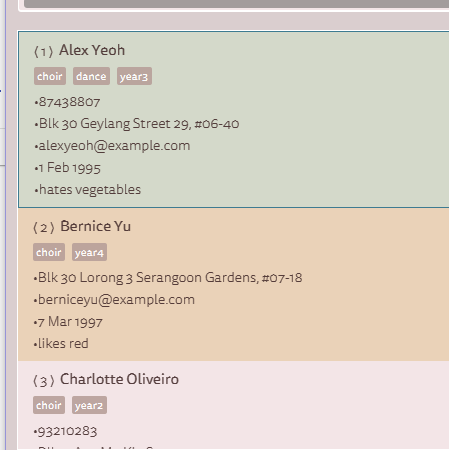 (1) Alex Yeoh
choir dance year3
•87438807
•Blk 30 Geylang Street 29, #06-40
•alexyeoh@example.com
•1 Feb 1995
•hates vegetables
(2) Bernice Yu
choir year4
•Blk 30 Lorong 3 Serangoon Gardens, #07-18
•berniceyu@example.com
•7 Mar 1997
•likes red
(3) Charlotte Oliveiro
choir year2
•93210283